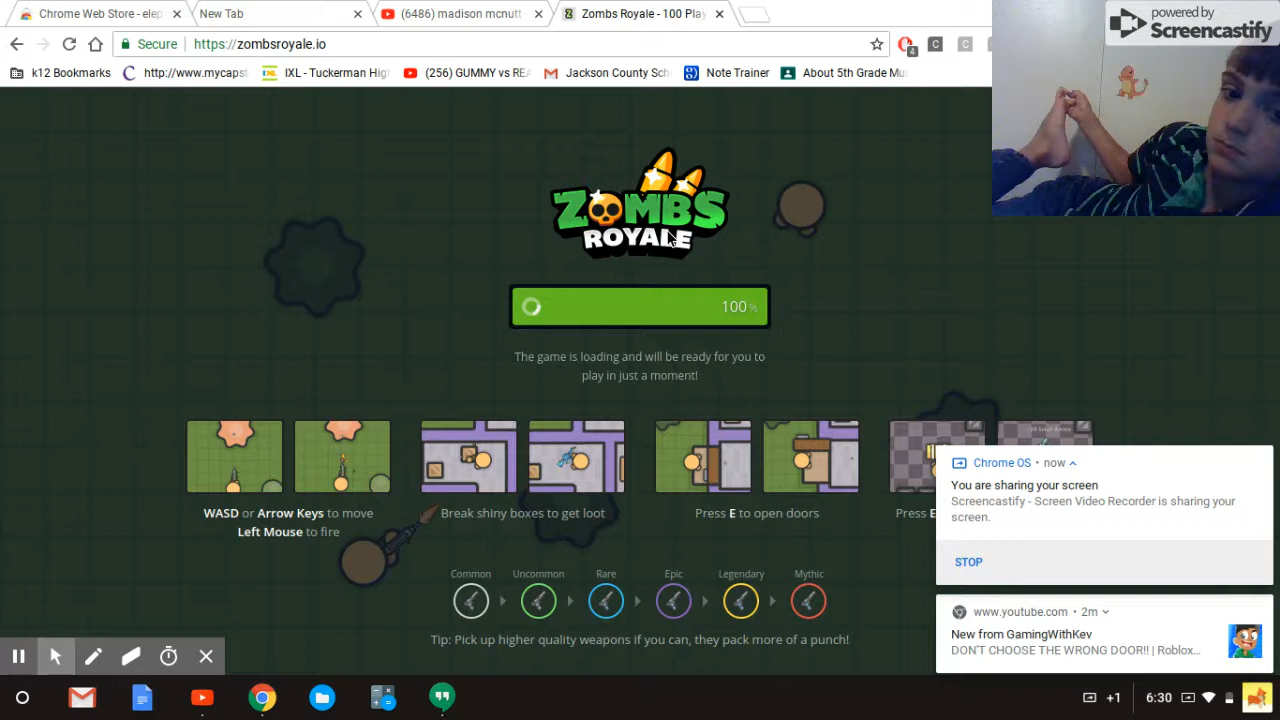 Chrome Web Store - elep
New Tab
(6486) madison mcnutt
Zombs Royale - 100 Play
powered by
Screencastify
Secure
https://zombsroyale.io
4
C
C
k12 Bookmarks
http://www.mycapst
IXL - Tuckerman Hig
(256) GUMMY vs REA
Jackson County Sch
Note Trainer
About 5th Grade Mu
ZOMBS
ROYALE
100 %
The game is loading and will be ready for you to
play in just a moment!
WASD or Arrow Keys to move
Left Mouse to fire
Break shiny boxes to get loot
Press E to open doors
Press E
Chrome OS • now
You are sharing your screen
Screencastify - Screen Video Recorder is sharing your
screen.
STOP
Common
Uncommon
Rare
Epic
Legendary
Mythic
Tip: Pick up higher quality weapons if you can, they pack more of a punch!
www.youtube.com • 2m
New from GamingWithKev
DON'T CHOOSE THE WRONG DOOR!! | Roblox...
+1
6:30